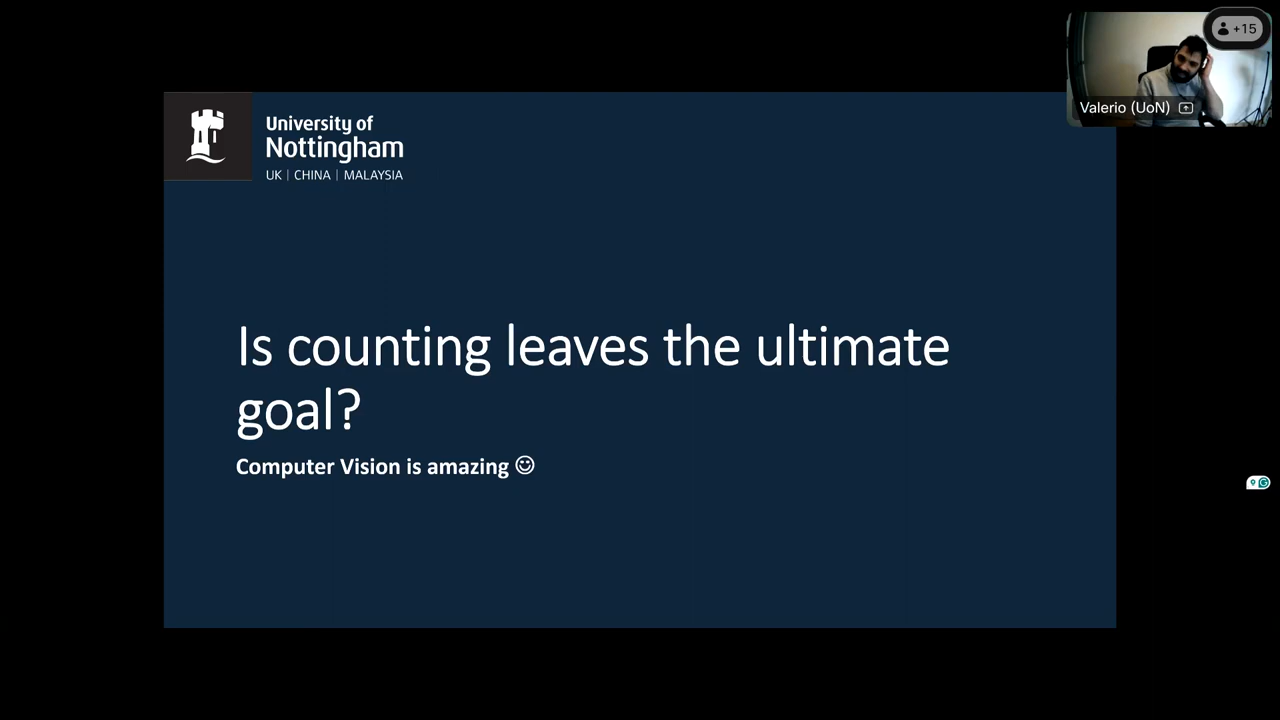 +15
Valerio (UoN)
University of
Nottingham
UK | CHINA | MALAYSIA
Is counting leaves the ultimate
goal?
Computer Vision is amazing ☺